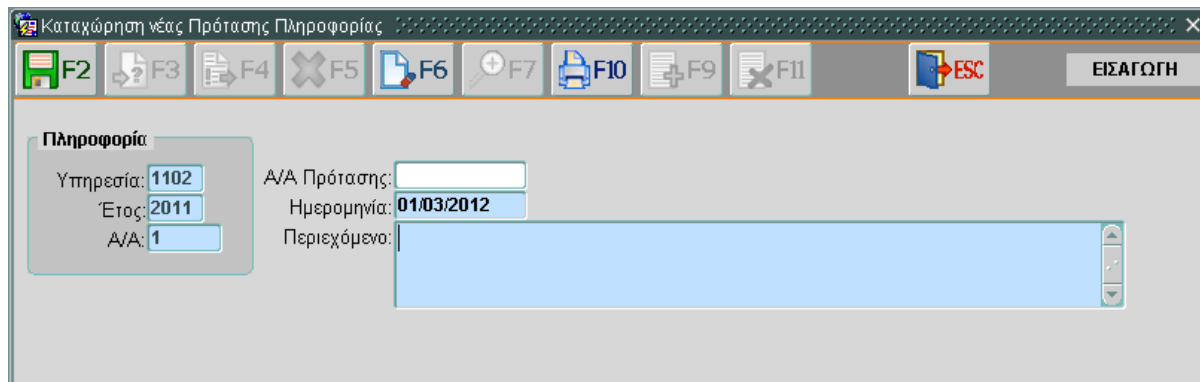 Καταχώρηση νέας Πρότασης Πληροφορίας
F2 F3 F4 F5 F6 F7 F10 F9 F11 ESC ΕΙΣΑΓΩΓΗ
Πληροφορία
Υπηρεσία: 1102
Έτος: 2011
Α/Α: 1
Α/Α Πρότασης:
Ημερομηνία: 01/03/2012
Περιεχόμενο: